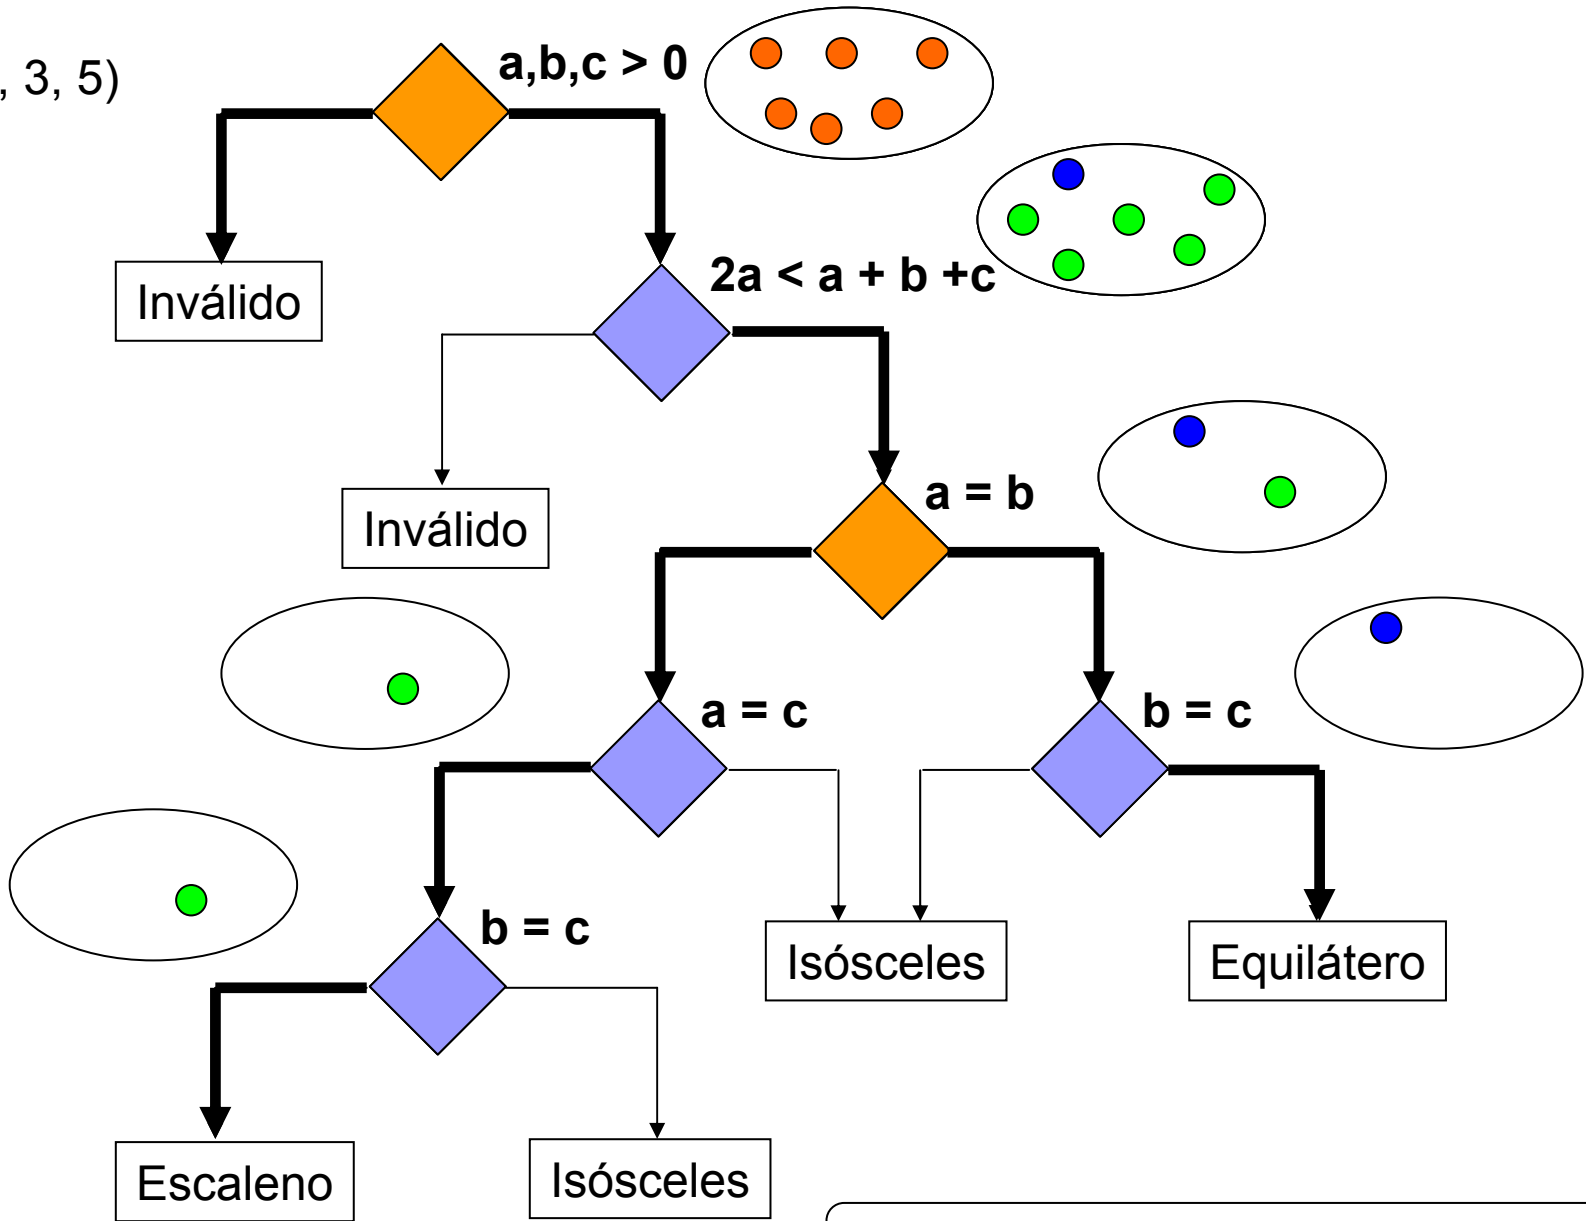 a,b,c > 0
, 3, 5)
Inválido
2a < a + b +c
a = b
Inválido
a = c
b = c
b = c
Isósceles
Equilátero
Escaleno
Isósceles